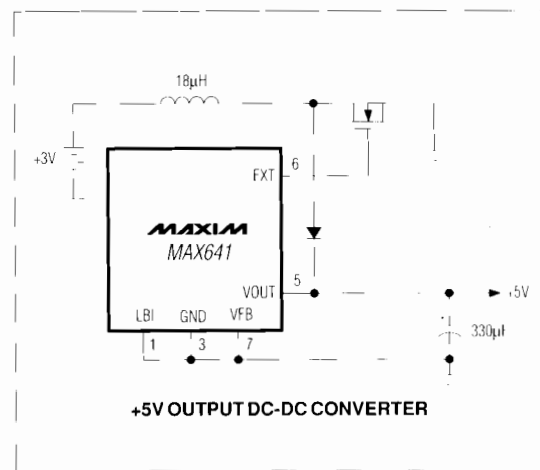 18µH
+3V
6
EXT
MAXIM
MAX641
VOUT
5
+5V
LBI
GND
VFB
1
3
7
330µF
+5V OUTPUT DC-DC CONVERTER